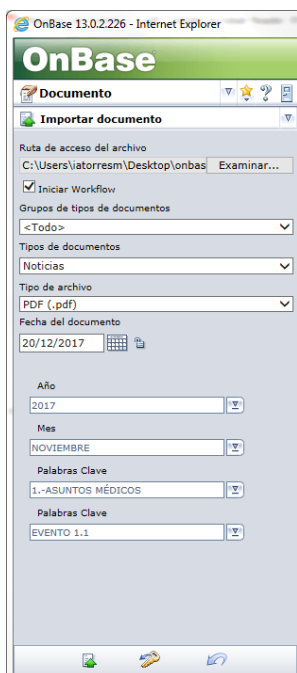 OnBase 13.0.2.226 - Internet Explorer
OnBase
Documento
Importar documento
Ruta de acceso del archivo
C:\Users\iatorresm\Desktop\onbas Examinar...
Iniciar Workflow
Grupos de tipos de documentos
<Todo>
Tipos de documentos
Noticias
Tipo de archivo
PDF (.pdf)
Fecha del documento
20/12/2017
Año
2017
Mes
NOVIEMBRE
Palabras Clave
1.-ASUNTOS MÉDICOS
Palabras Clave
EVENTO 1.1